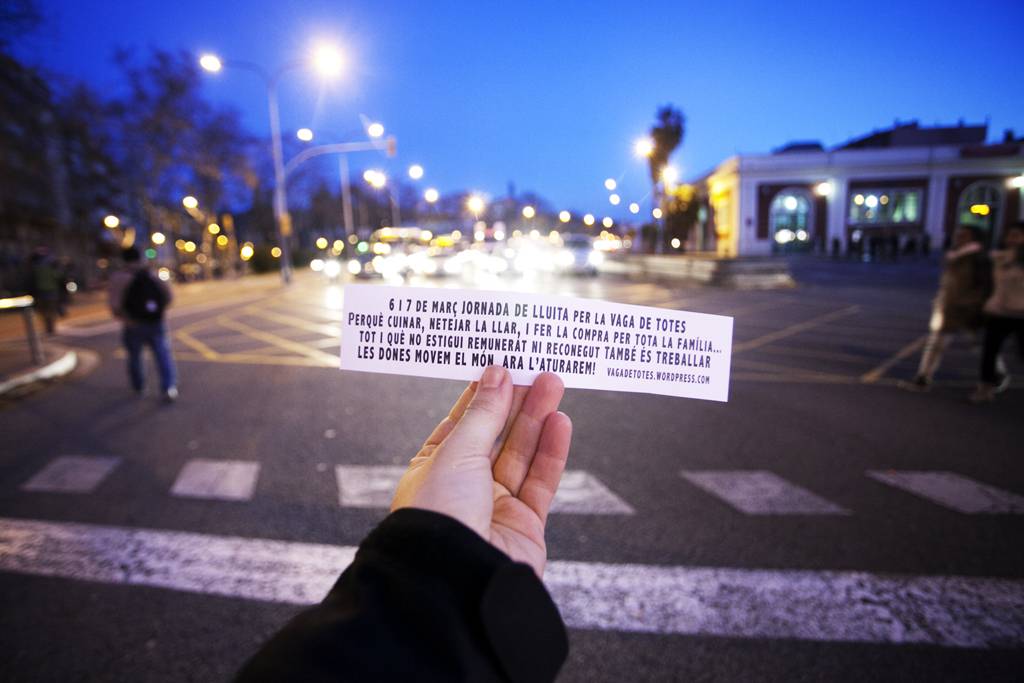 6 I 7 DE MARÇ JORNADA DE LLUITA PER LA VAGA DE TOTES
PERQUÈ CUINAR, NETEJAR LA LLAR, I FER LA COMPRA PER TOTA LA FAMÍLIA...
TOT I QUÈ NO ESTIGUI REMUNERAT NI RECONEGUT TAMBÉ ÉS TREBALLAR
LES DONES MOVEM EL MÓN, ARA L'ATURAREM! VAGADETOTES.WORDPRESS.COM